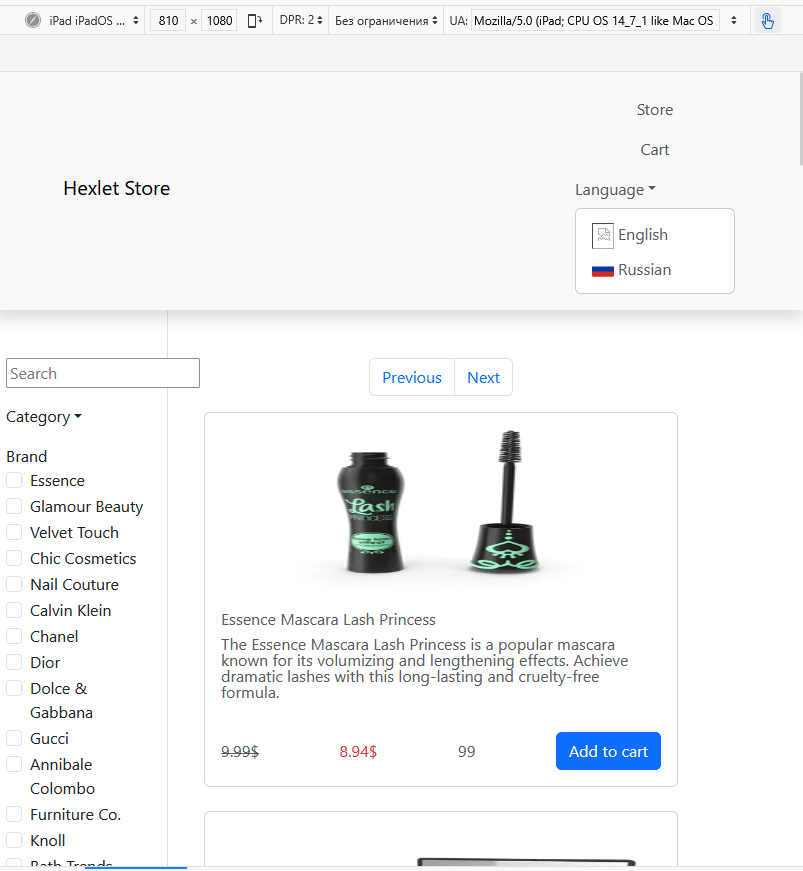 iPad iPadOS ...
810 × 1080
DPR: 2
Без ограничения
UA: Mozilla/5.0 (iPad; CPU OS 14_7_1 like Mac OS
Store
Cart
Hexlet Store
Language
English
Russian
Search
Previous
Next
Category
Brand
Essence
Glamour Beauty
Velvet Touch
Chic Cosmetics
Nail Couture
Calvin Klein
Chanel
Dior
Dolce &
Gabbana
Gucci
Annibale
Colombo
Furniture Co.
Knoll
Bath Trends
essence
Lash
PRINCESS
Essence Mascara Lash Princess
The Essence Mascara Lash Princess is a popular mascara
known for its volumizing and lengthening effects. Achieve
dramatic lashes with this long-lasting and cruelty-free
formula.
9.99$
8.94$
99
Add to cart